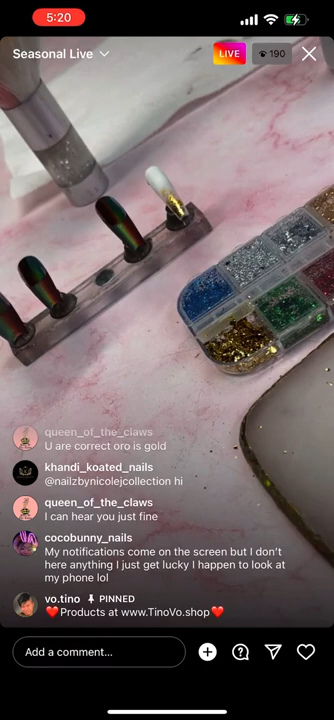 5:20
Seasonal Live
LIVE
190
queen_of_the_claws
U are correct oro is gold
khandi_koated_nails
@nailzbynicolejcollection hi
queen_of_the_claws
I can hear you just fine
cocobunny_nails
My notifications come on the screen but I don't
here anything I just get lucky I happen to look at
my phone lol
vo.tino PINNED
❤️Products at www.TinoVo.shop❤️
Add a comment...